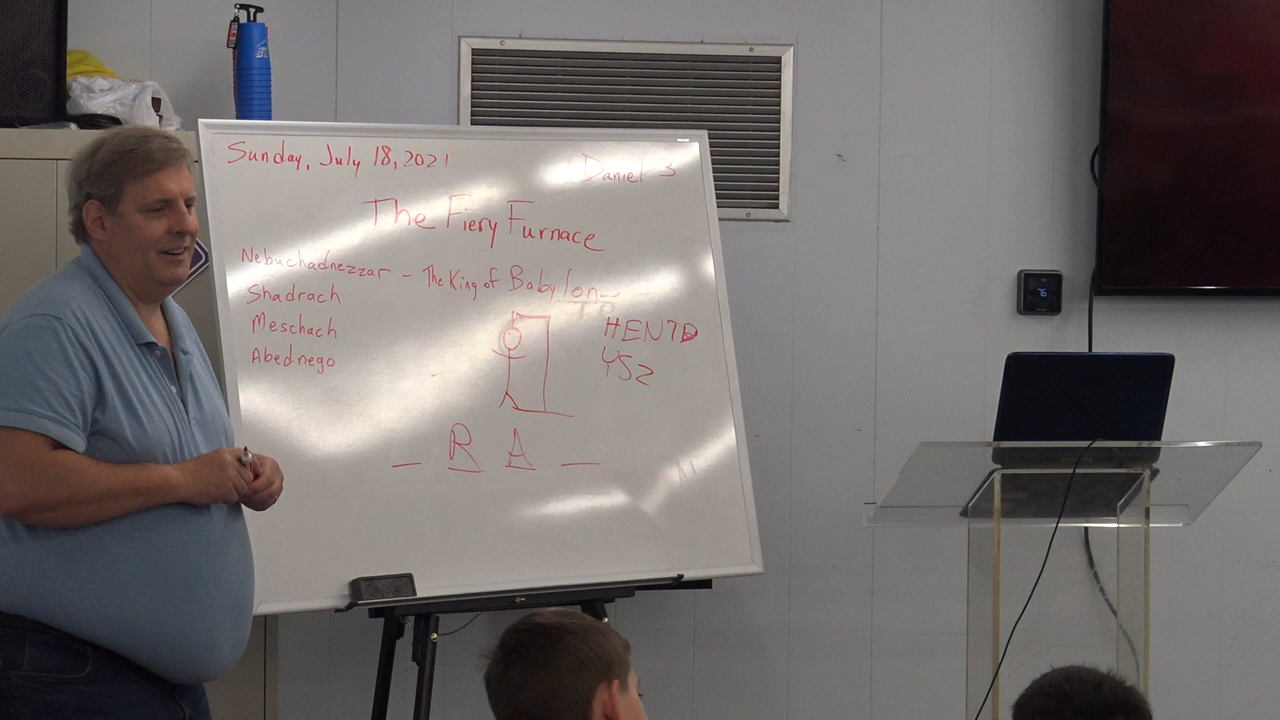 Sunday, July 18, 2021
Daniel 3
The Fiery Furnace
Nebuchadnezzar - The King of Babylon
Shadrach
Meschach
Abednego
HENTD
YSZ
_ R A _
76